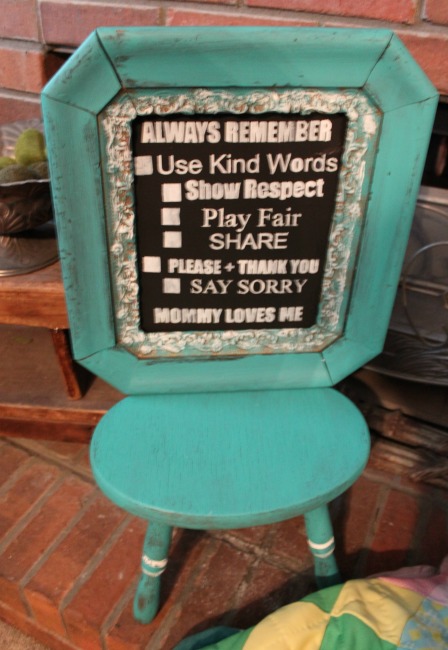 ALWAYS REMEMBER
Use Kind Words
Show Respect
Play Fair
SHARE
PLEASE + THANK YOU
SAY SORRY
MOMMY LOVES ME